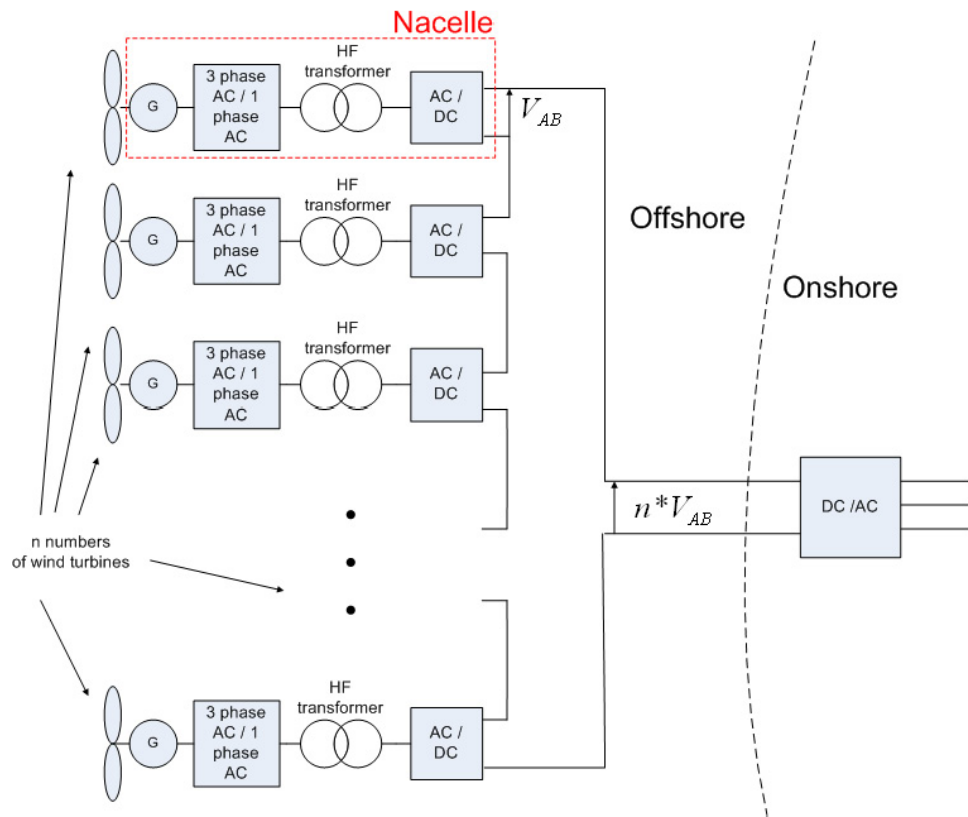 Nacelle
HF
transformer
G
3 phase
AC / 1
phase
AC
AC /
DC
V_AB
HF
transformer
G
3 phase
AC / 1
phase
AC
AC /
DC
Offshore
Onshore
HF
transformer
G
3 phase
AC / 1
phase
AC
AC /
DC
n numbers
of wind turbines
n*V_AB
DC /AC
HF
transformer
G
3 phase
AC / 1
phase
AC
AC /
DC